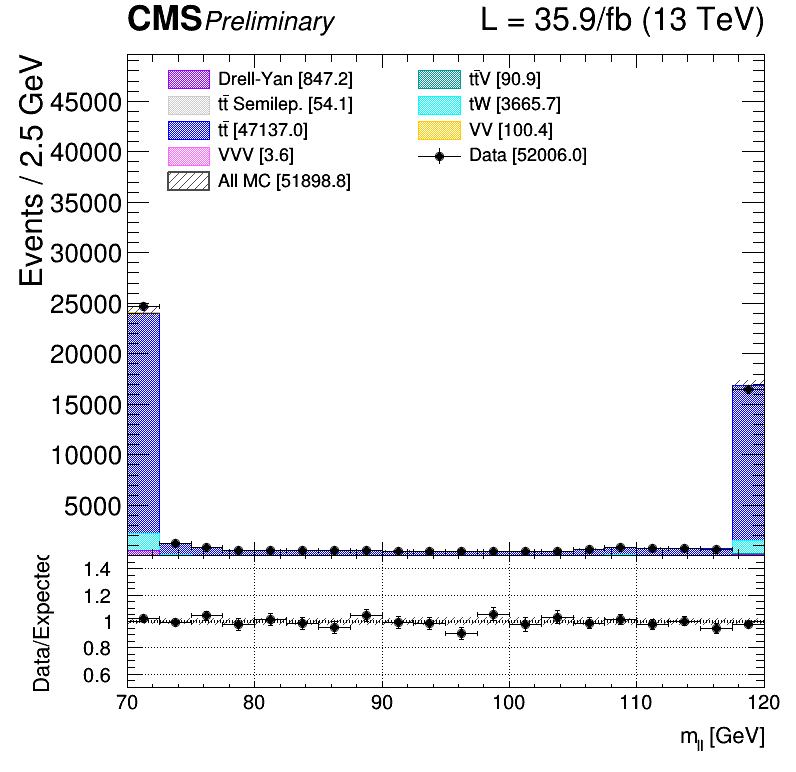 CMS Preliminary L = 35.9/fb (13 TeV)
Events / 2.5 GeV
45000
40000
35000
30000
25000
20000
15000
10000
5000
Drell-Yan [847.2]
tt̄ Semilep. [54.1]
tt̄ [47137.0]
VVV [3.6]
All MC [51898.8]
tt̄V [90.9]
tW [3665.7]
VV [100.4]
Data [52006.0]
Data/Expected
1.4
1.2
1
0.8
0.6
70 80 90 100 110 120
m_ll [GeV]